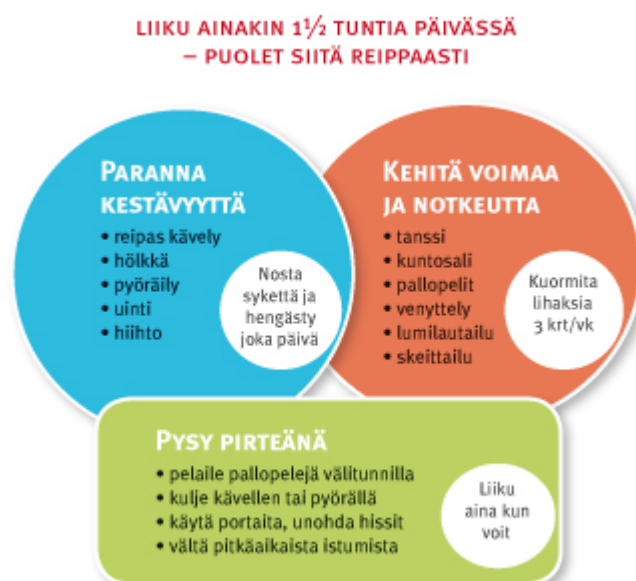 LIIKU AINAKIN 1½ TUNTIA PÄIVÄSSÄ
– PUOLET SIITÄ REIPPAASTI
PARANNA
KESTÄVYYTTÄ
• reipas kävely
• hölkkä
• pyöräily
• uinti
• hiihto
Nosta
sykettä ja
hengästy
joka päivä
KEHITÄ VOIMAA
JA NOTKEUTTA
• tanssi
• kuntosali
• pallopelit
• venyttely
• lumilautailu
• skeittailu
Kuormita
lihaksia
3 krt/vk
PYSY PIRTEÄNÄ
• pelaile pallopelejä välitunnilla
• kulje kävellen tai pyörällä
• käytä portaita, unohda hissit
• vältä pitkäaikaista istumista
Liiku
aina kun
voit